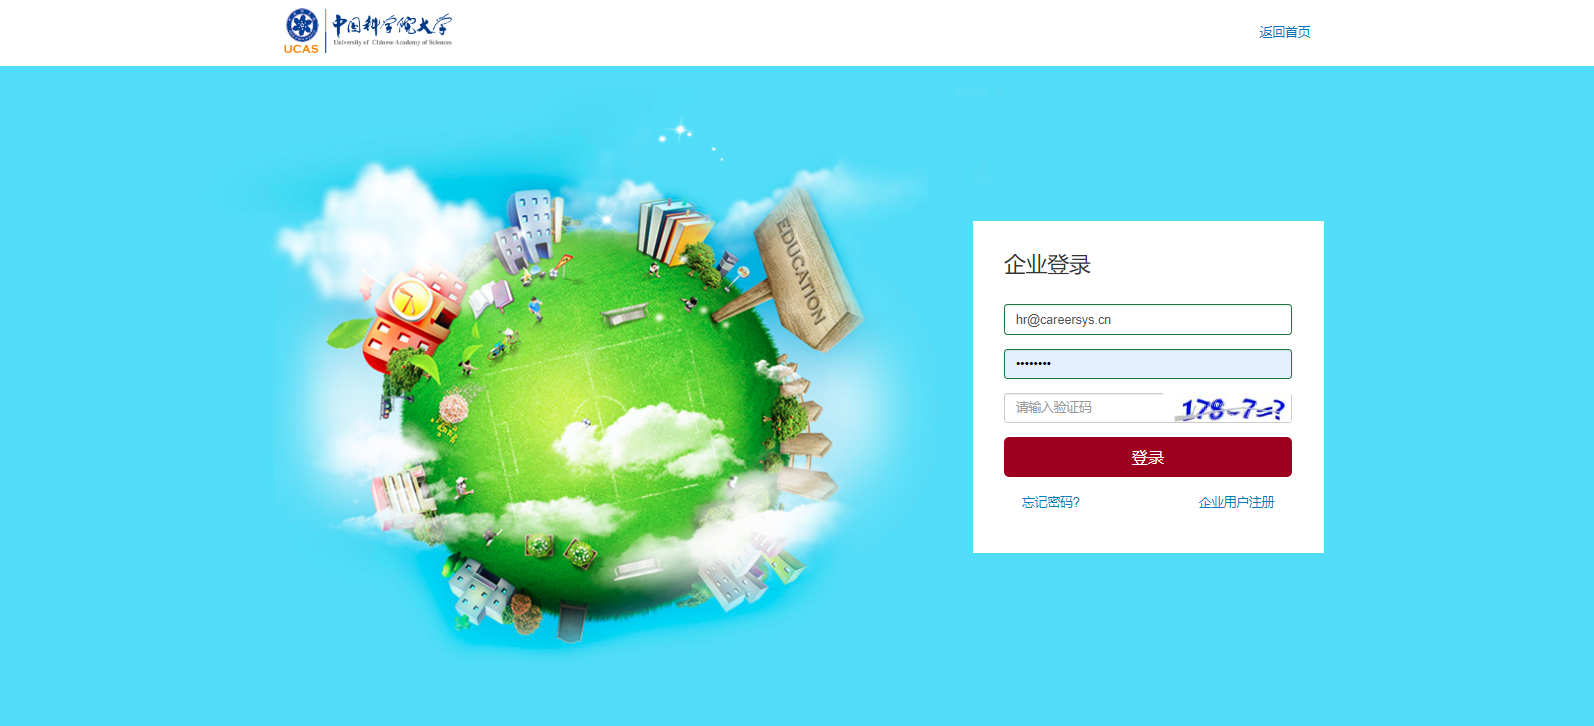 UCAS
中国科学院大学
University of Chinese Academy of Sciences
返回首页
EDUCATION
企业登录
hr@careersys.cn
••••••••
请输入验证码
178-7=?
登录
忘记密码?
企业用户注册